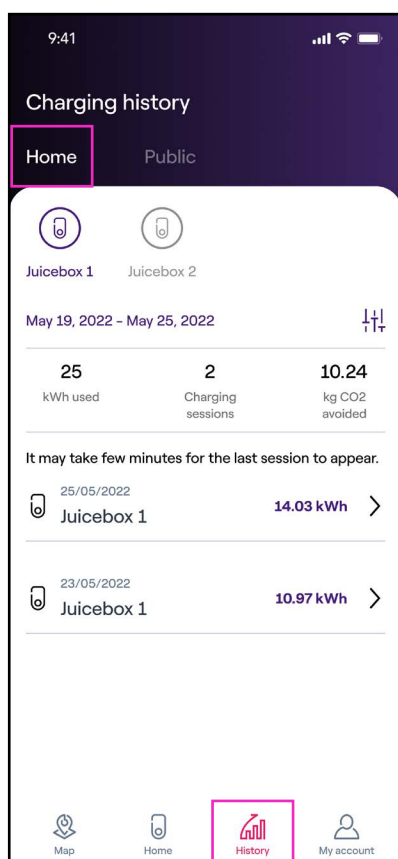 9:41
Charging history
Home Public
Juicebox 1 Juicebox 2
May 19, 2022 – May 25, 2022
25 2 10.24
kWh used Charging kg CO2
sessions avoided
It may take few minutes for the last session to appear.
25/05/2022
Juicebox 1 14.03 kWh
23/05/2022
Juicebox 1 10.97 kWh
Map Home History My account